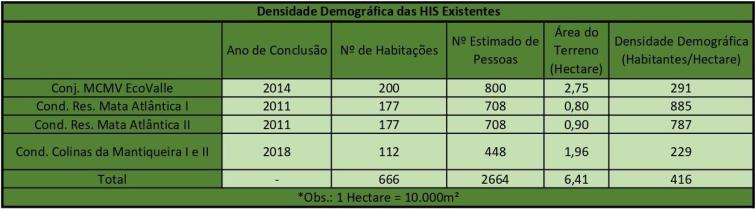 Densidade Demográfica das HIS Existentes
Ano de Conclusão Nº de Habitações Nº Estimado de Pessoas Área do Terreno (Hectare) Densidade Demográfica (Habitantes/Hectare)
Conj. MCMV EcoValle 2014 200 800 2,75 291
Cond. Res. Mata Atlântica I 2011 177 708 0,80 885
Cond. Res. Mata Atlântica II 2011 177 708 0,90 787
Cond. Colinas da Mantiqueira I e II 2018 112 448 1,96 229
Total - 666 2664 6,41 416
*Obs.: 1 Hectare = 10.000m²